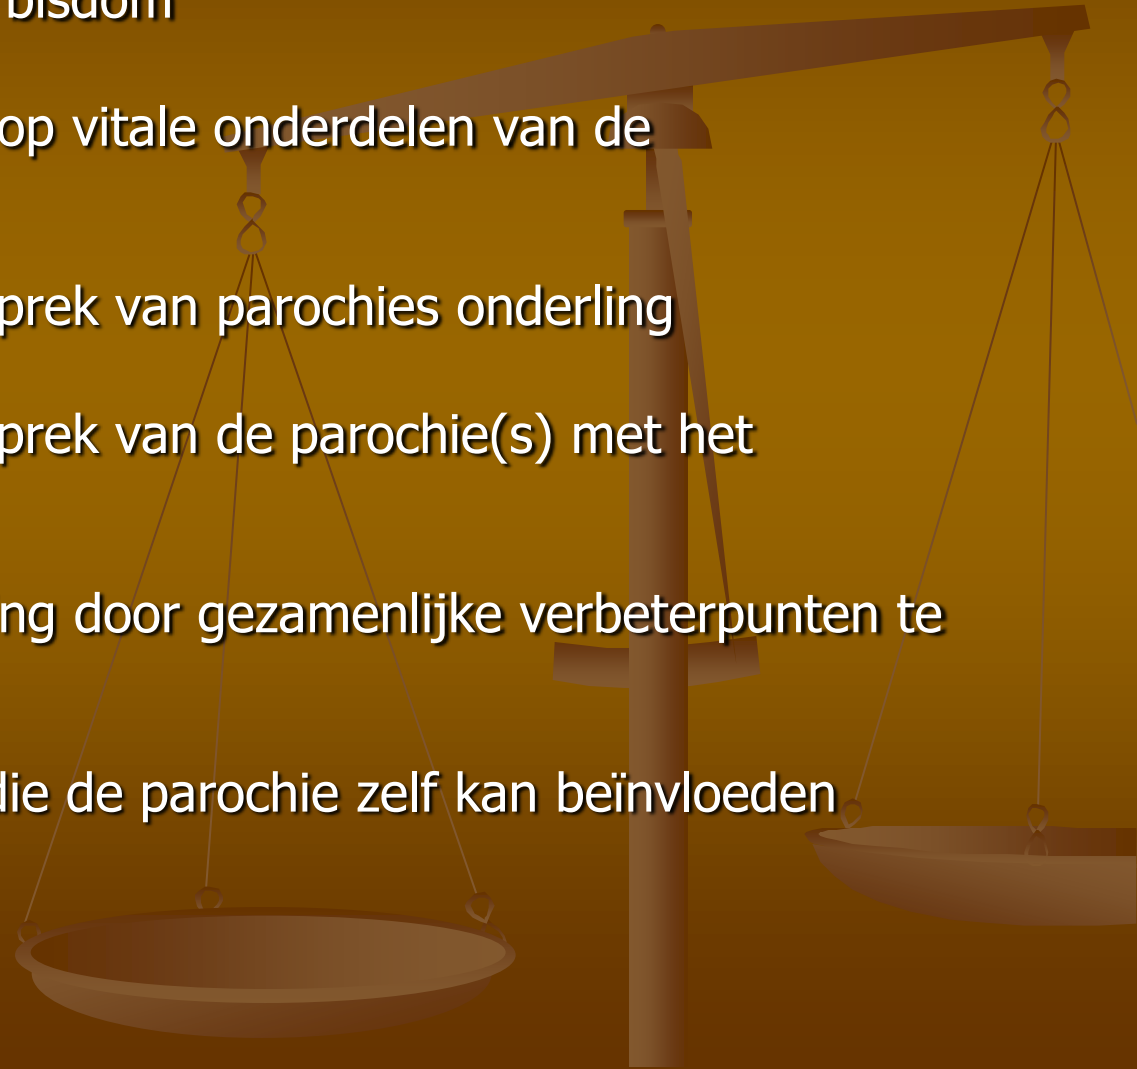 bisdom
op vitale onderdelen van de
prek van parochies onderling
prek van de parochie(s) met het
ng door gezamenlijke verbeterpunten te
die de parochie zelf kan beïnvloeden